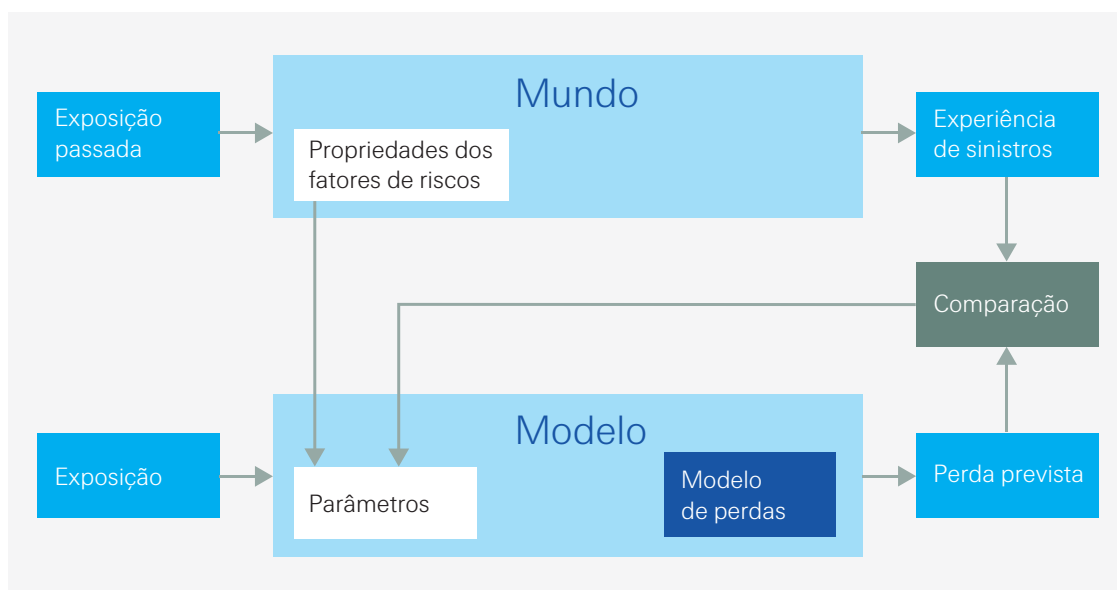 Mundo
Exposição
passada
Propriedades dos
fatores de riscos
Experiência
de sinistros
Comparação
Modelo
Exposição
Parâmetros
Modelo
de perdas
Perda prevista